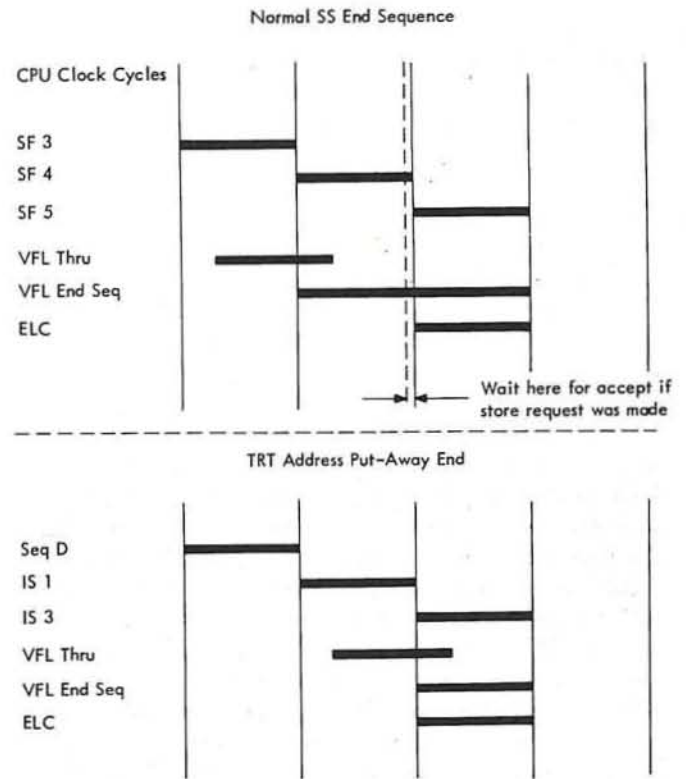 Normal SS End Sequence
CPU Clock Cycles
SF 3
SF 4
SF 5
VFL Thru
VFL End Seq
ELC
Wait here for accept if
store request was made
TRT Address Put-Away End
Seq D
IS 1
IS 3
VFL Thru
VFL End Seq
ELC